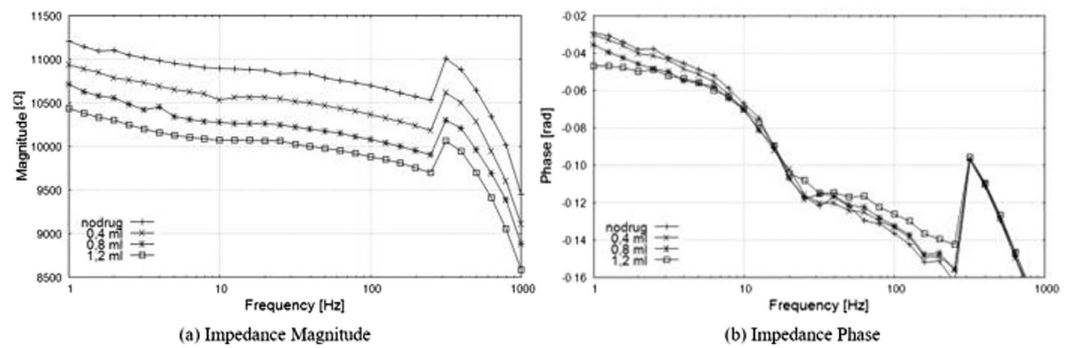 11500
11000
10500
10000
9500
9000
8500
Magnitude [Ω]
nodrug
0,4 ml
0,8 ml
1,2 ml
1 10 100 1000
Frequency [Hz]
(a) Impedance Magnitude
-0.02
-0.04
-0.06
-0.08
-0.10
-0.12
-0.14
-0.16
Phase [rad]
nodrug
0.4 ml
0.8 ml
1.2 ml
1 10 100 1000
Frequency [Hz]
(b) Impedance Phase